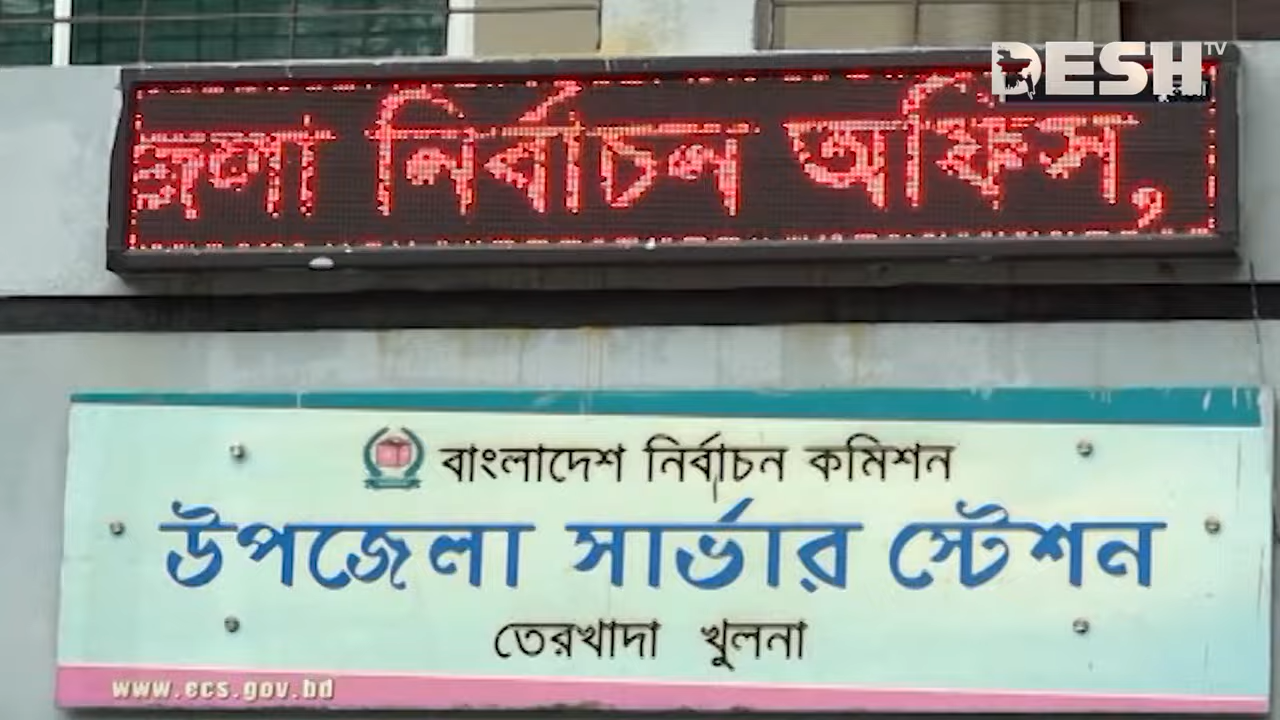 DESH TV
নির্বাচন অফিস,
বাংলাদেশ নির্বাচন কমিশন
উপজেলা সার্ভার স্টেশন
তেরখাদা খুলনা
www.ecs.gov.bd